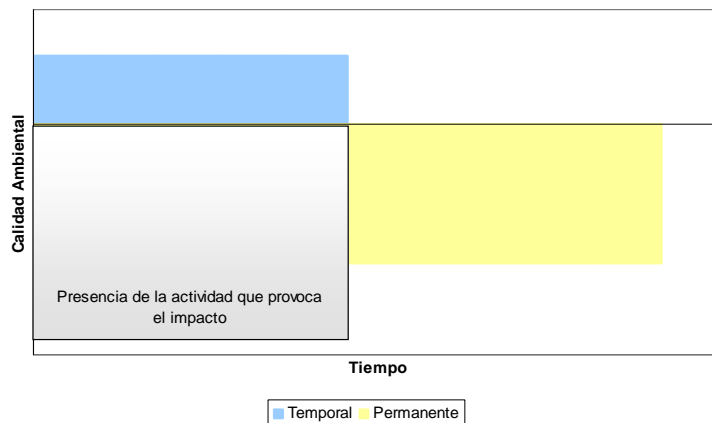 Calidad Ambiental
Presencia de la actividad que provoca
el impacto
Tiempo
Temporal
Permanente